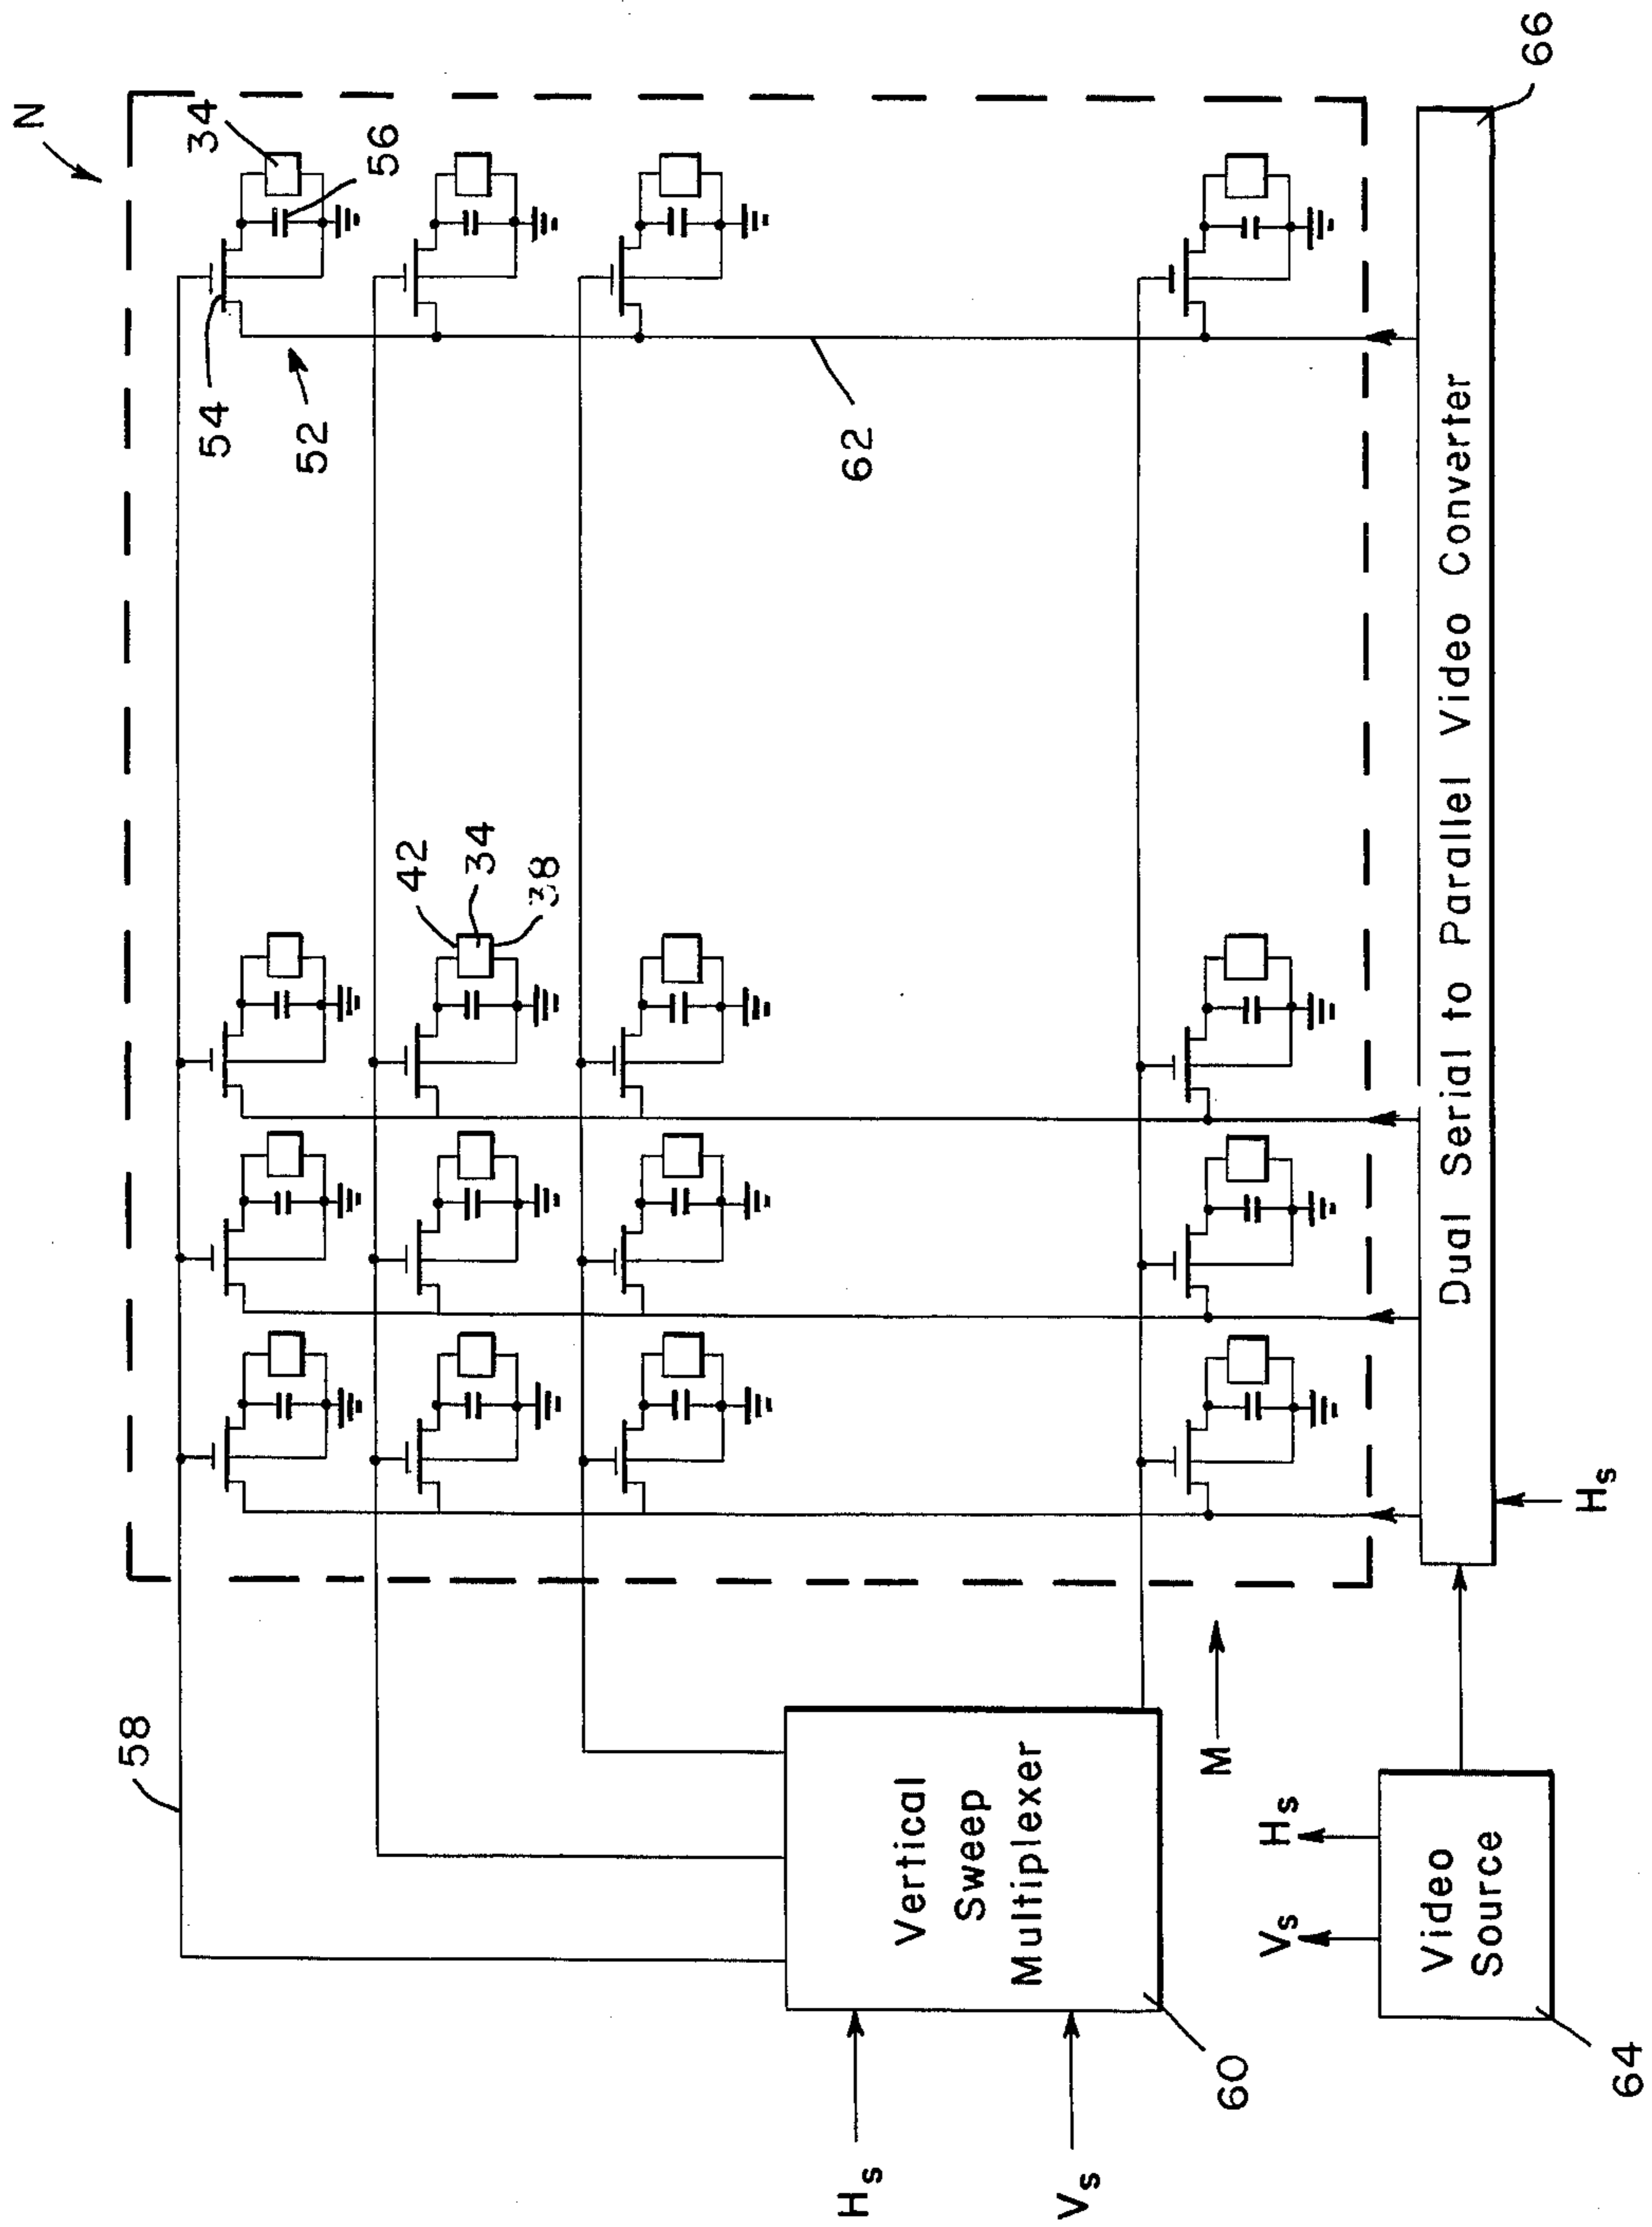 N
34
56
54
52
62
42
34
38
58
Vertical
Sweep
Multiplexer
Hs
Vs
60
M
Vs
Hs
Video
Source
64
Dual Serial to Parallel Video Converter
Hs
66